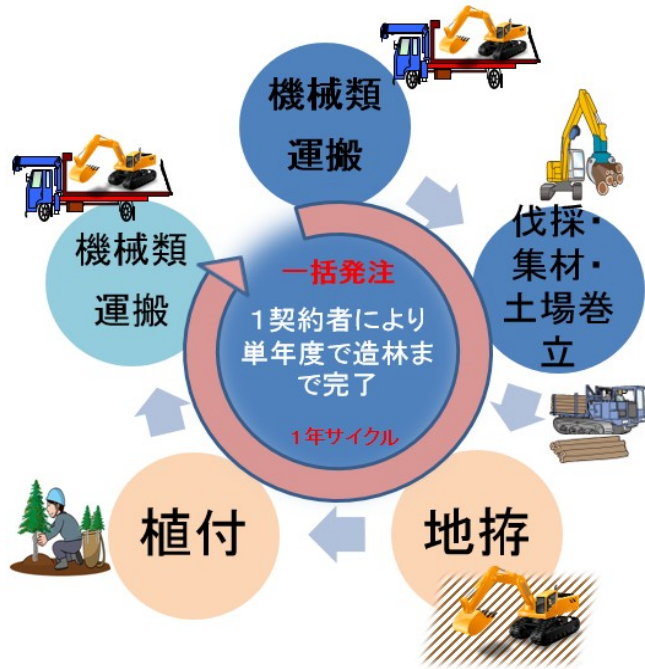 機械類
運搬
伐採・
集材・
土場巻
立
地拵
植付
機械類
運搬
一括発注
1契約者により
単年度で造林ま
で完了
1年サイクル